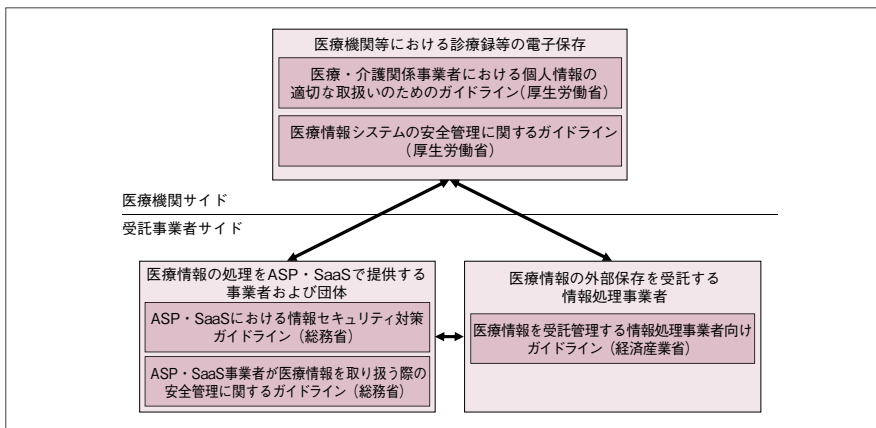 医療機関等における診療録等の電子保存
医療・介護関係事業者における個人情報の
適切な取扱いのためのガイドライン(厚生労働省)
医療情報システムの安全管理に関するガイドライン
(厚生労働省)
医療機関サイド
受託事業者サイド
医療情報の処理をASP・SaaSで提供する
事業者および団体
ASP・SaaSにおける情報セキュリティ対策
ガイドライン(総務省)
ASP・SaaS事業者が医療情報を取り扱う際の
安全管理に関するガイドライン(総務省)
医療情報の外部保存を受託する
情報処理事業者
医療情報を受託管理する情報処理事業者向け
ガイドライン(経済産業省)